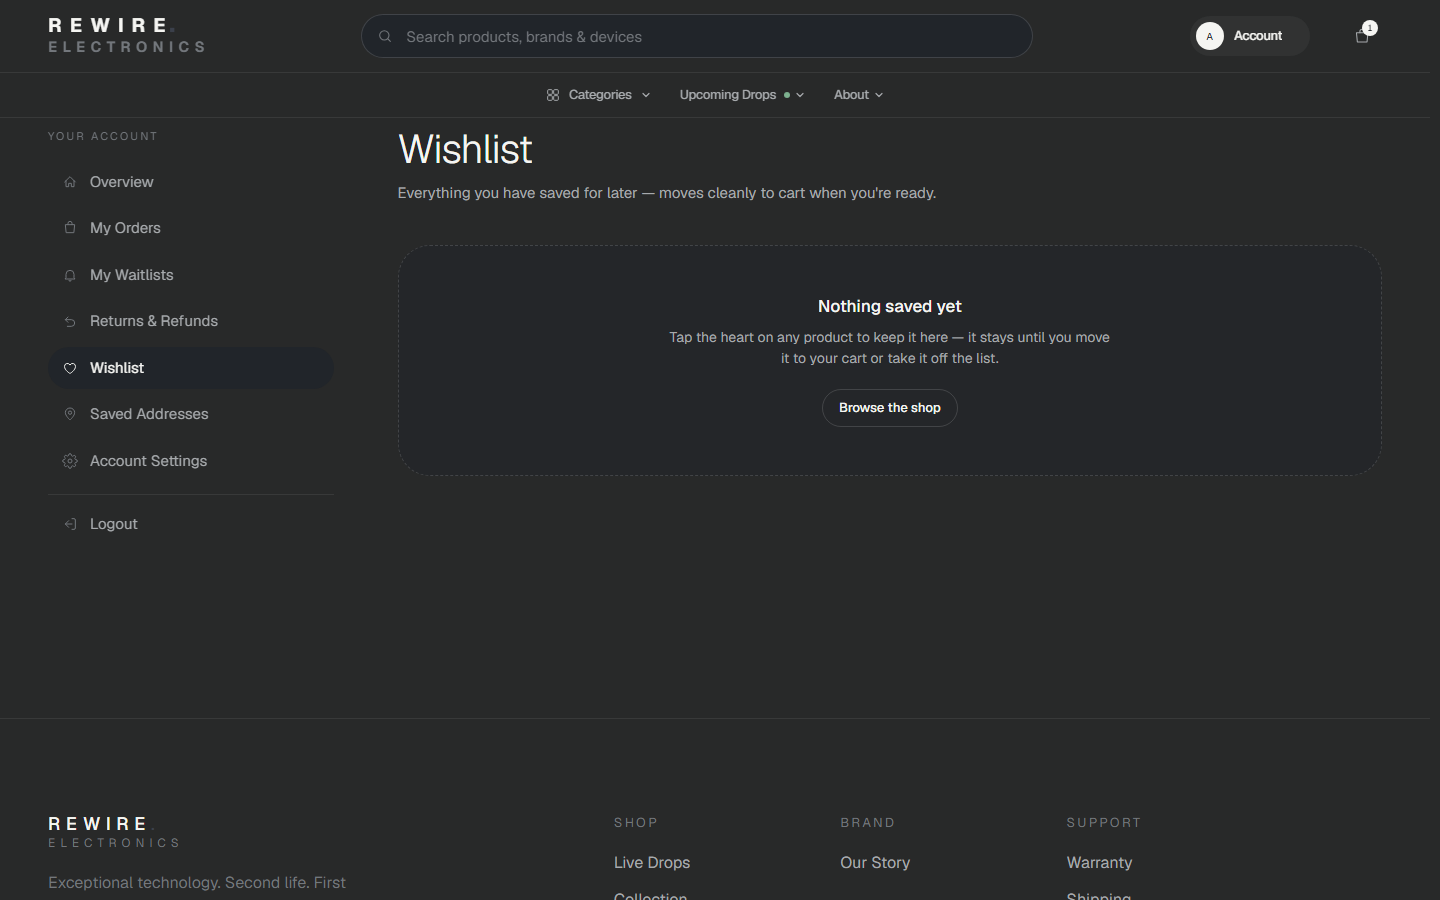 REWIRE.
ELECTRONICS
Search products, brands & devices
A
Account
1
Categories
Upcoming Drops
About
YOUR ACCOUNT
Overview
My Orders
My Waitlists
Returns & Refunds
Wishlist
Saved Addresses
Account Settings
Logout
Wishlist
Everything you have saved for later — moves cleanly to cart when you're ready.
Nothing saved yet
Tap the heart on any product to keep it here — it stays until you move
it to your cart or take it off the list.
Browse the shop
REWIRE.
ELECTRONICS
Exceptional technology. Second life. First
SHOP
Live Drops
Collection
BRAND
Our Story
SUPPORT
Warranty
Shipping